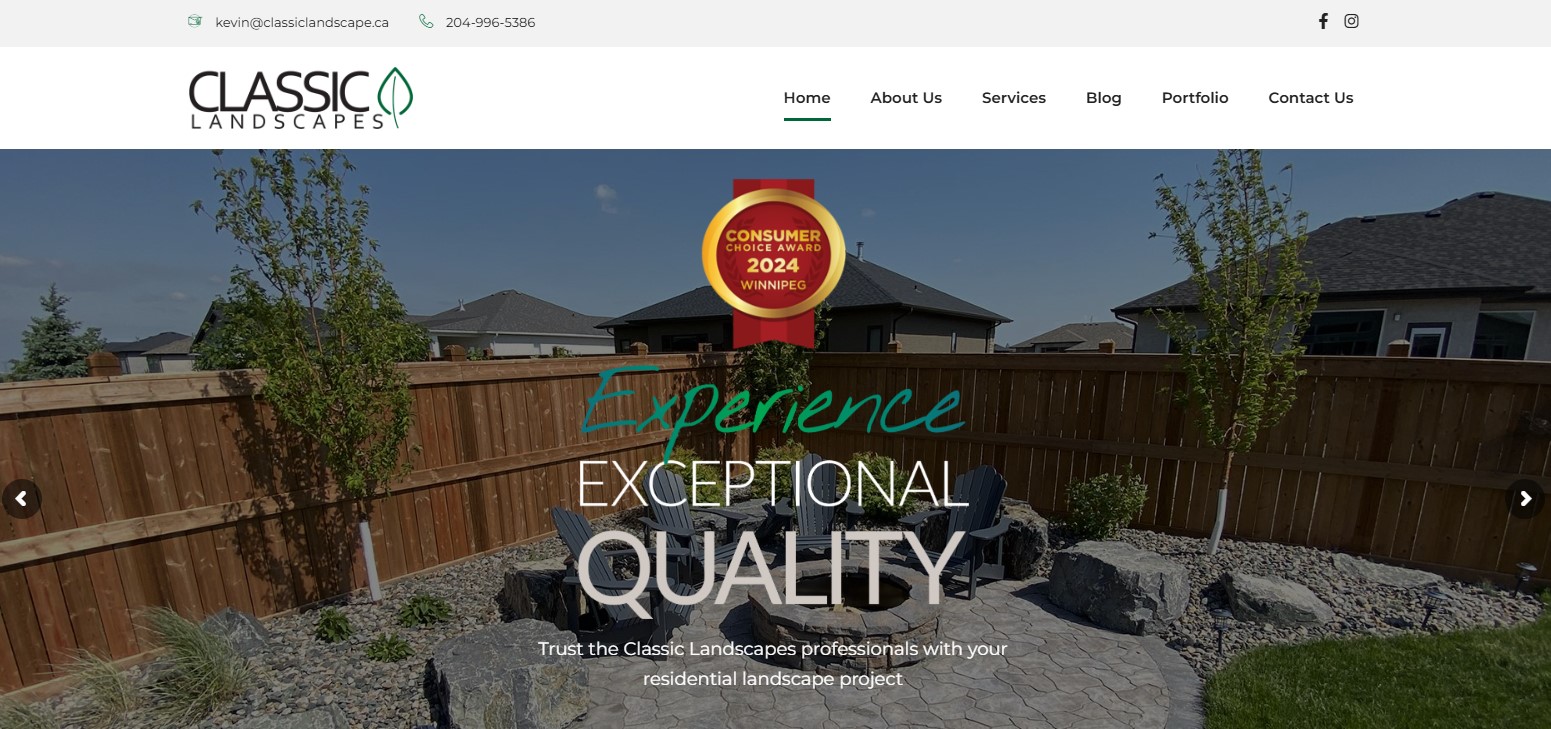 kevin@classiclandscape.ca
204-996-5386
CLASSIC
LANDSCAPES
Home
About Us
Services
Blog
Portfolio
Contact Us
CONSUMER
CHOICE AWARD
2024
WINNIPEG
Experience
EXCEPTIONAL
QUALITY
Trust the Classic Landscapes professionals with your
residential landscape project